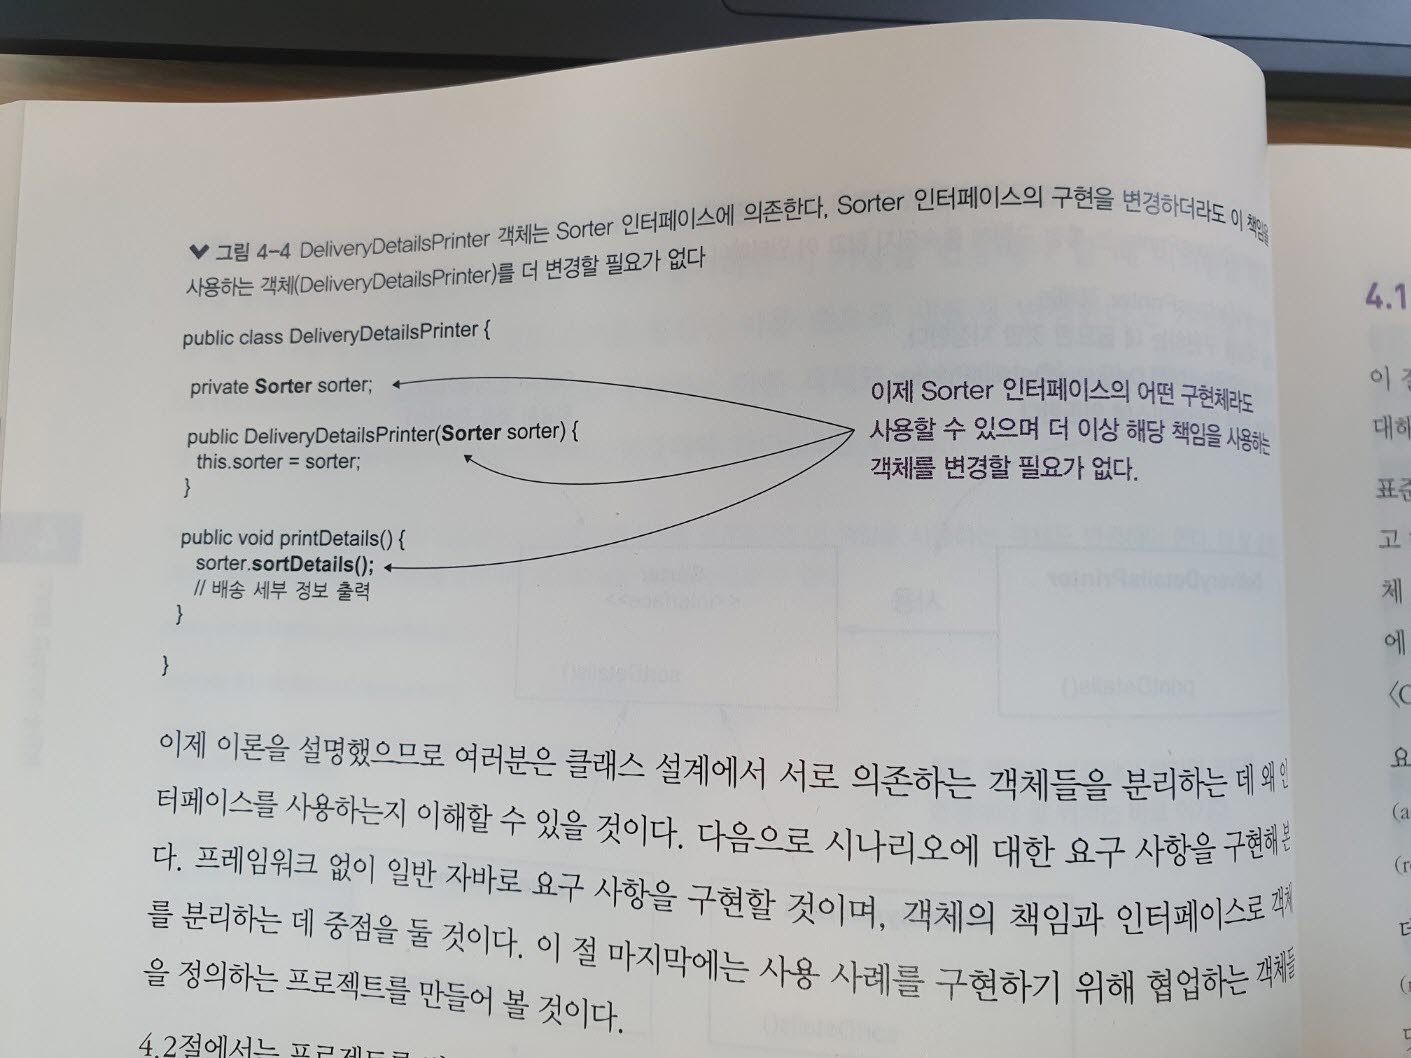 그림 4-4 DeliveryDetailsPrinter 객체는 Sorter 인터페이스에 의존한다, Sorter 인터페이스의 구현을 변경하더라도 이 책임을
사용하는 객체(DeliveryDetailsPrinter)를 더 변경할 필요가 없다
public class DeliveryDetailsPrinter {
private Sorter sorter;
public DeliveryDetailsPrinter(Sorter sorter) {
this.sorter = sorter;
}
public void printDetails() {
sorter.sortDetails();
// 배송 세부 정보 출력
}
}
이제 Sorter 인터페이스의 어떤 구현체라도
사용할 수 있으며 더 이상 해당 책임을 사용하는
객체를 변경할 필요가 없다.
이제 이론을 설명했으므로 여러분은 클래스 설계에서 서로 의존하는 객체들을 분리하는 데 왜 인
터페이스를 사용하는지 이해할 수 있을 것이다. 다음으로 시나리오에 대한 요구 사항을 구현해 본
다. 프레임워크 없이 일반 자바로 요구 사항을 구현할 것이며, 객체의 책임과 인터페이스로 객체
를 분리하는 데 중점을 둘 것이다. 이 절 마지막에는 사용 사례를 구현하기 위해 협업하는 객체들
을 정의하는 프로젝트를 만들어 볼 것이다.
4.2절에서는 프로젝트를
4.1
이
대해
표준
고
체
에
요